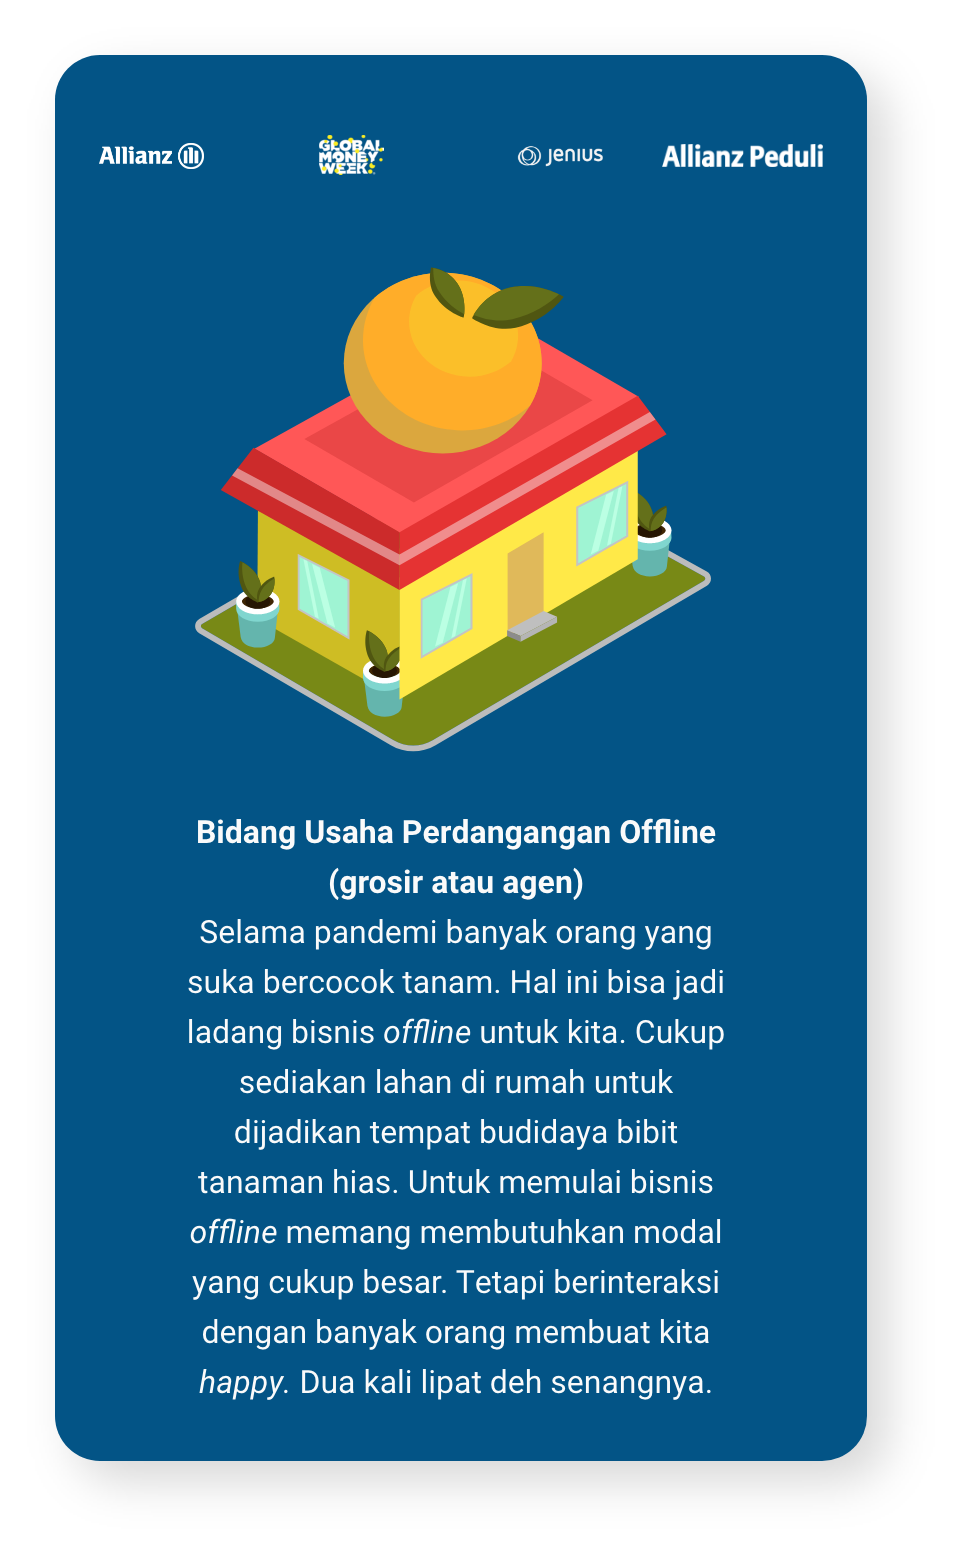 Allianz
GLOBAL
MONEY
WEEK
Jenius
Allianz Peduli
Bidang Usaha Perdangangan Offline
(grosir atau agen)
Selama pandemi banyak orang yang
suka bercocok tanam. Hal ini bisa jadi
ladang bisnis offline untuk kita. Cukup
sediakan lahan di rumah untuk
dijadikan tempat budidaya bibit
tanaman hias. Untuk memulai bisnis
offline memang membutuhkan modal
yang cukup besar. Tetapi berinteraksi
dengan banyak orang membuat kita
happy. Dua kali lipat deh senangnya.